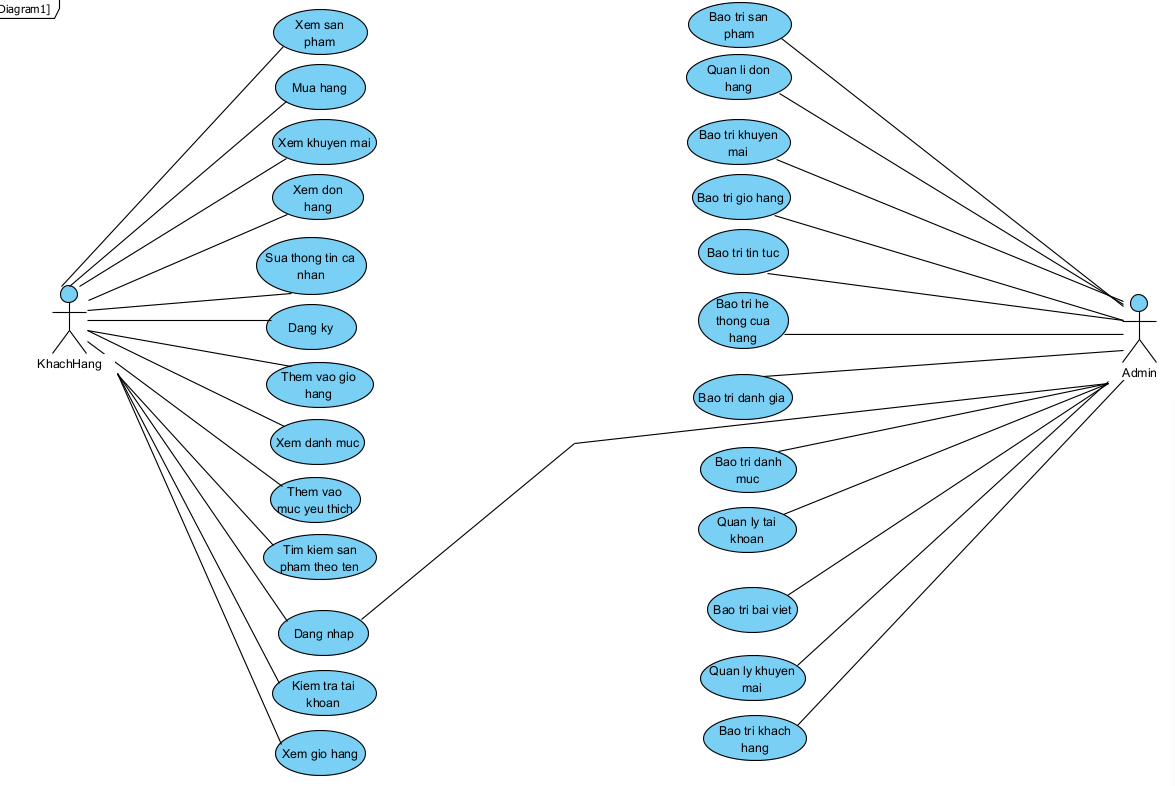 Diagram1]
Xem san
pham
Mua hang
Xem khuyen mai
Xem don
hang
Sua thong tin ca
nhan
Dang ky
Them vao gio
hang
Xem danh muc
Them vao
muc yeu thich
Tim kiem san
pham theo ten
Dang nhap
Kiem tra tai
khoan
Xem gio hang
KhachHang
Bao tri san
pham
Quan li don
hang
Bao tri khuyen
mai
Bao tri gio hang
Bao tri tin tuc
Bao tri he
thong cua
hang
Bao tri danh gia
Bao tri danh
muc
Quan ly tai
khoan
Bao tri bai viet
Quan ly khuyen
mai
Bao tri khach
hang
Admin